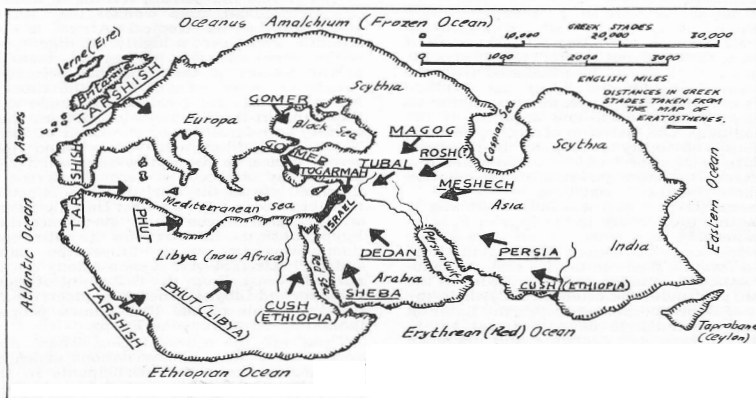 Oceanus Amalchium (Frozen Ocean)
GREEK STADES
0 10,000 20,000 30,000
0 1000 2000 3000
ENGLISH MILES
DISTANCES IN GREEK
STADES TAKEN FROM
THE MAP OF
ERATOSTHENES.
Ierne (Eire)
Britannia
TARSHISH
Azores
Scythia
GOMER
Europa
Black Sea
Caspian Sea
MAGOG
ROSH(?)
Scythia
GOMER
TOGARMAH
TUBAL
MESHECH
TARSHISH
Mediterranean Sea
ISRAEL
Asia
Eastern Ocean
Atlantic Ocean
PHUT
Libya (now Africa)
Red Sea
DEDAN
Persian Gulf
PERSIA
India
Arabia
TARSHISH
PHUT (LIBYA)
CUSH
(ETHIOPIA)
SHEBA
CUSH (ETHIOPIA)
Erythrean (Red) Ocean
Taprobane
(Ceylon)
Ethiopian Ocean